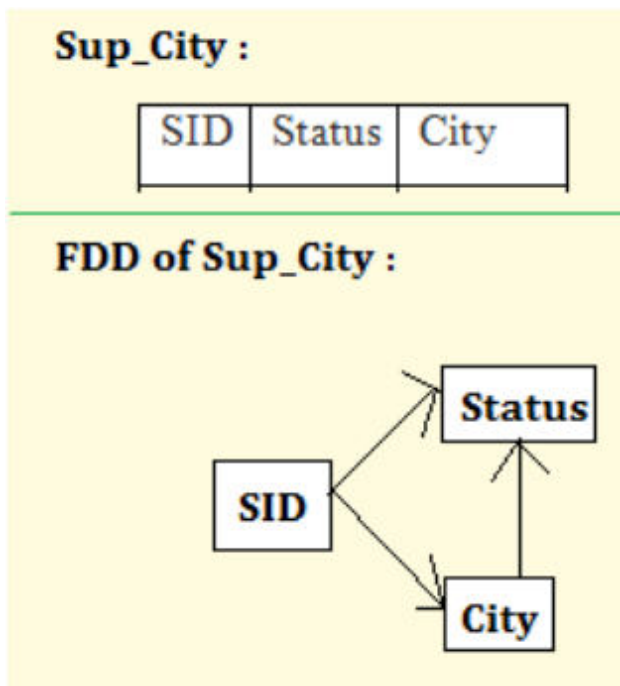 Sup_City :
SID Status City
FDD of Sup_City :
Status
SID
City